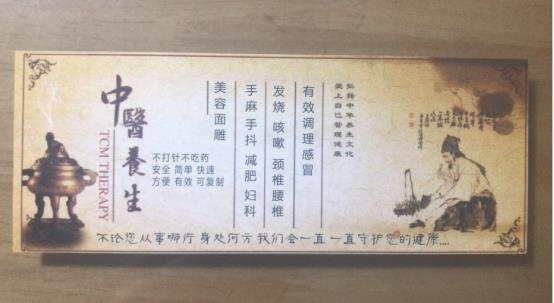 中醫養生
TCM THERAPY
不打针不吃药
安全 简单 快速
方便 有效 可复制
弘扬中华养生文化
爱上自己管理健康
有效调理感冒
发烧 咳嗽 颈椎腰椎
手麻 手抖 减肥 妇科
美容面雕
不论您从事哪行 身处何方 我们会一直一直守护您的健康....